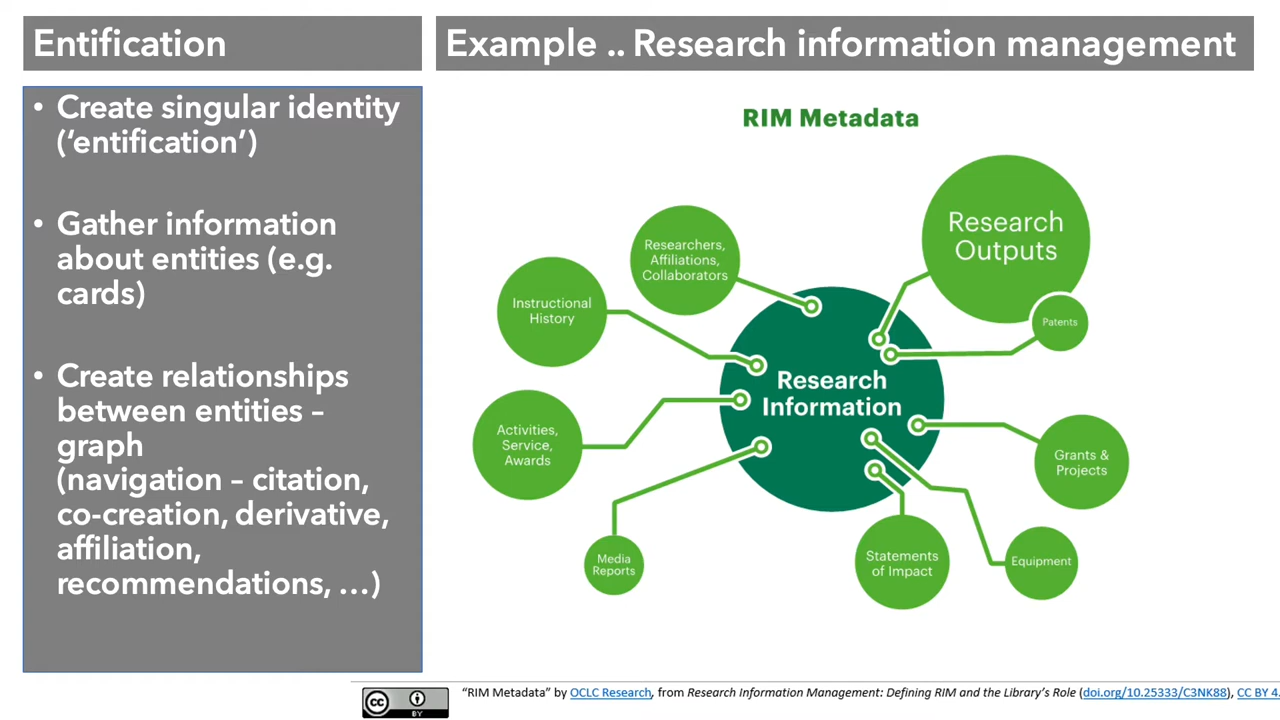 Entification
Example .. Research information management
• Create singular identity
(‘entification’)
• Gather information
about entities (e.g.
cards)
• Create relationships
between entities –
graph
(navigation – citation,
co-creation, derivative,
affiliation,
recommendations, …)
RIM Metadata
Research
Outputs
Researchers,
Affiliations,
Collaborators
Instructional
History
Patents
Research
Information
Activities,
Service,
Awards
Grants &
Projects
Media
Reports
Statements
of Impact
Equipment
cc
BY
“RIM Metadata” by OCLC Research, from Research Information Management: Defining RIM and the Library’s Role (doi.org/10.25333/C3NK88), CC BY 4.